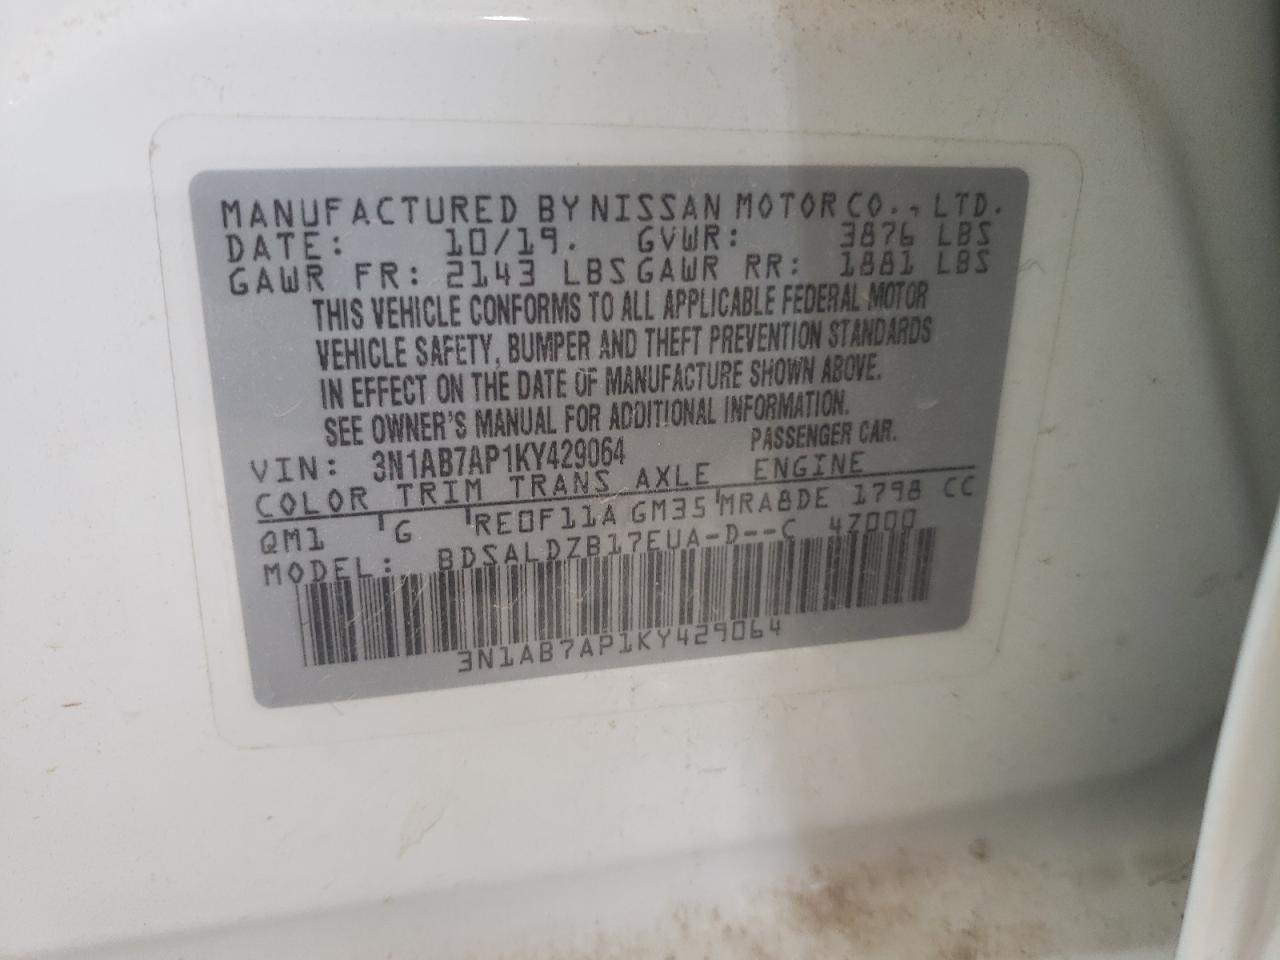 MANUFACTURED BY NISSAN MOTOR CO., LTD.
DATE: 10/19. GVWR: 3876 LBS
GAWR FR: 2143 LBS GAWR RR: 1881 LBS
THIS VEHICLE CONFORMS TO ALL APPLICABLE FEDERAL MOTOR
VEHICLE SAFETY, BUMPER AND THEFT PREVENTION STANDARDS
IN EFFECT ON THE DATE OF MANUFACTURE SHOWN ABOVE.
SEE OWNER'S MANUAL FOR ADDITIONAL INFORMATION.
VIN: 3N1AB7AP1KY429064 PASSENGER CAR.
COLOR TRIM TRANS AXLE ENGINE
QM1 G RE0F11A GM35 MRA8DE 1798 CC
MODEL: BDSALDZB17EUA-D--C 47000
3N1AB7AP1KY429064